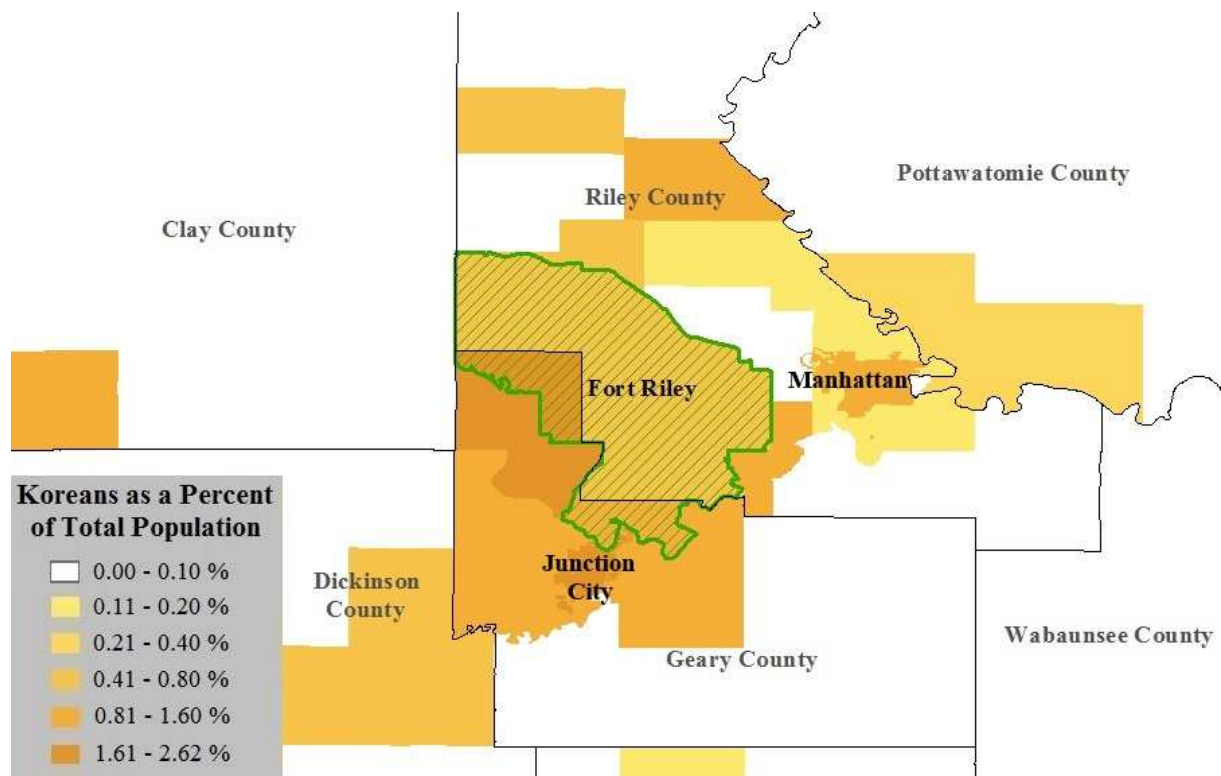 Pottawatomie County
Riley County
Clay County
Fort Riley
Manhattan
Koreans as a Percent
of Total Population
0.00 - 0.10 %
0.11 - 0.20 %
0.21 - 0.40 %
0.41 - 0.80 %
0.81 - 1.60 %
1.61 - 2.62 %
Dickinson
County
Junction
City
Geary County
Wabaunsee County